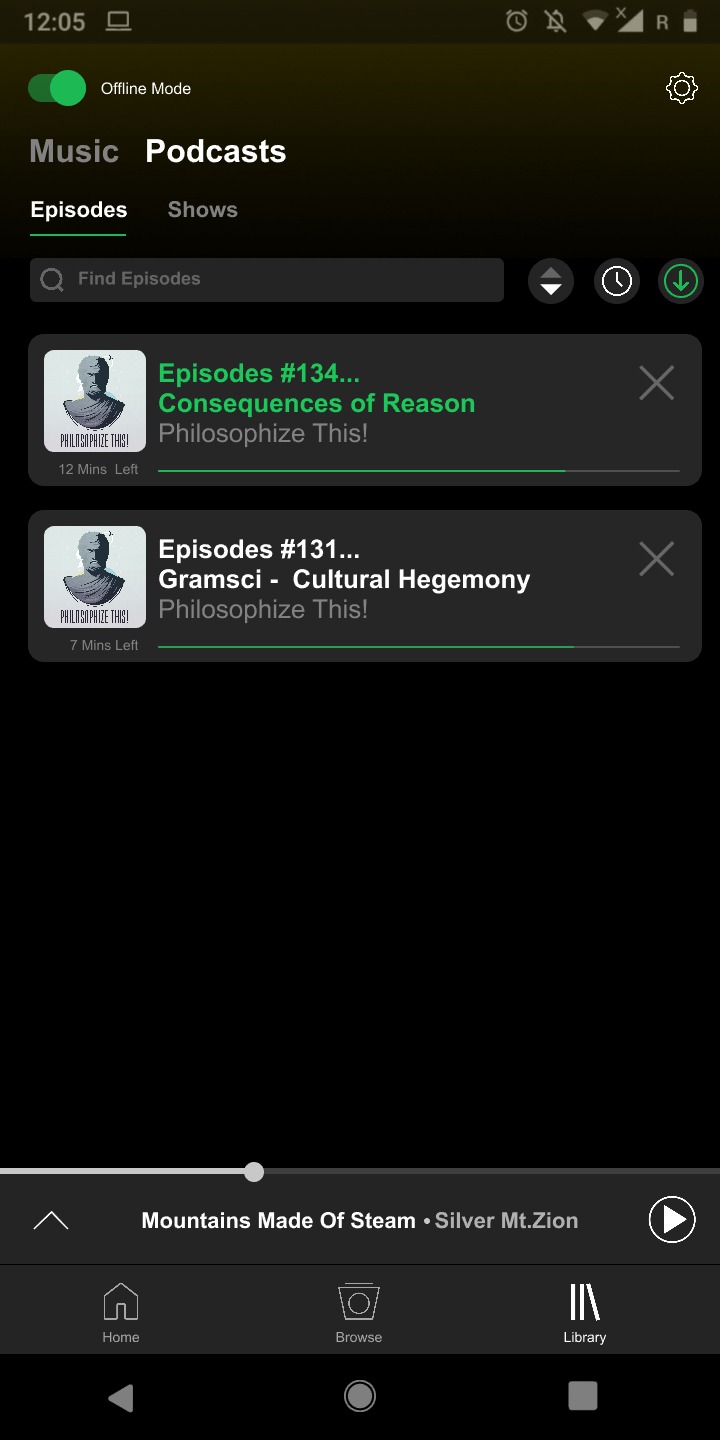 12:05
X
R
Offline Mode
Music Podcasts
Episodes Shows
Find Episodes
Episodes #134...
Consequences of Reason
Philosophize This!
PHILOSOPHIZE THIS!
12 Mins Left
Episodes #131...
Gramsci - Cultural Hegemony
Philosophize This!
PHILOSOPHIZE THIS!
7 Mins Left
Mountains Made Of Steam • Silver Mt.Zion
Home Browse Library